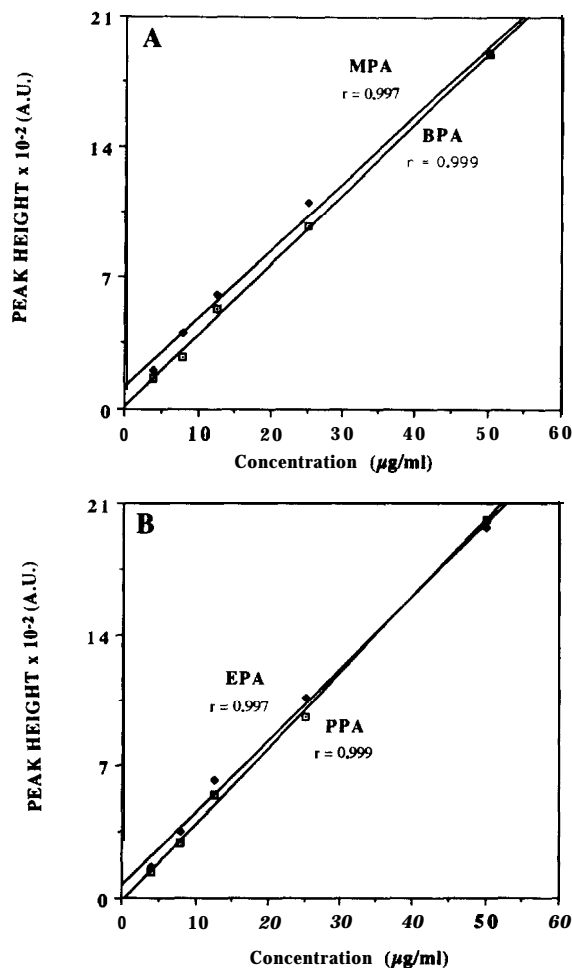 A
PEAK HEIGHT x 10-2 (A.U.)
21
14
7
0
MPA
r = 0.997
BPA
r = 0.999
0 10 20 30 40 50 60
Concentration (µg/ml)
B
PEAK HEIGHT x 10-2 (A.U.)
21
14
7
0
EPA
r = 0.997
PPA
r = 0.999
0 10 20 30 40 50 60
Concentration (µg/ml)